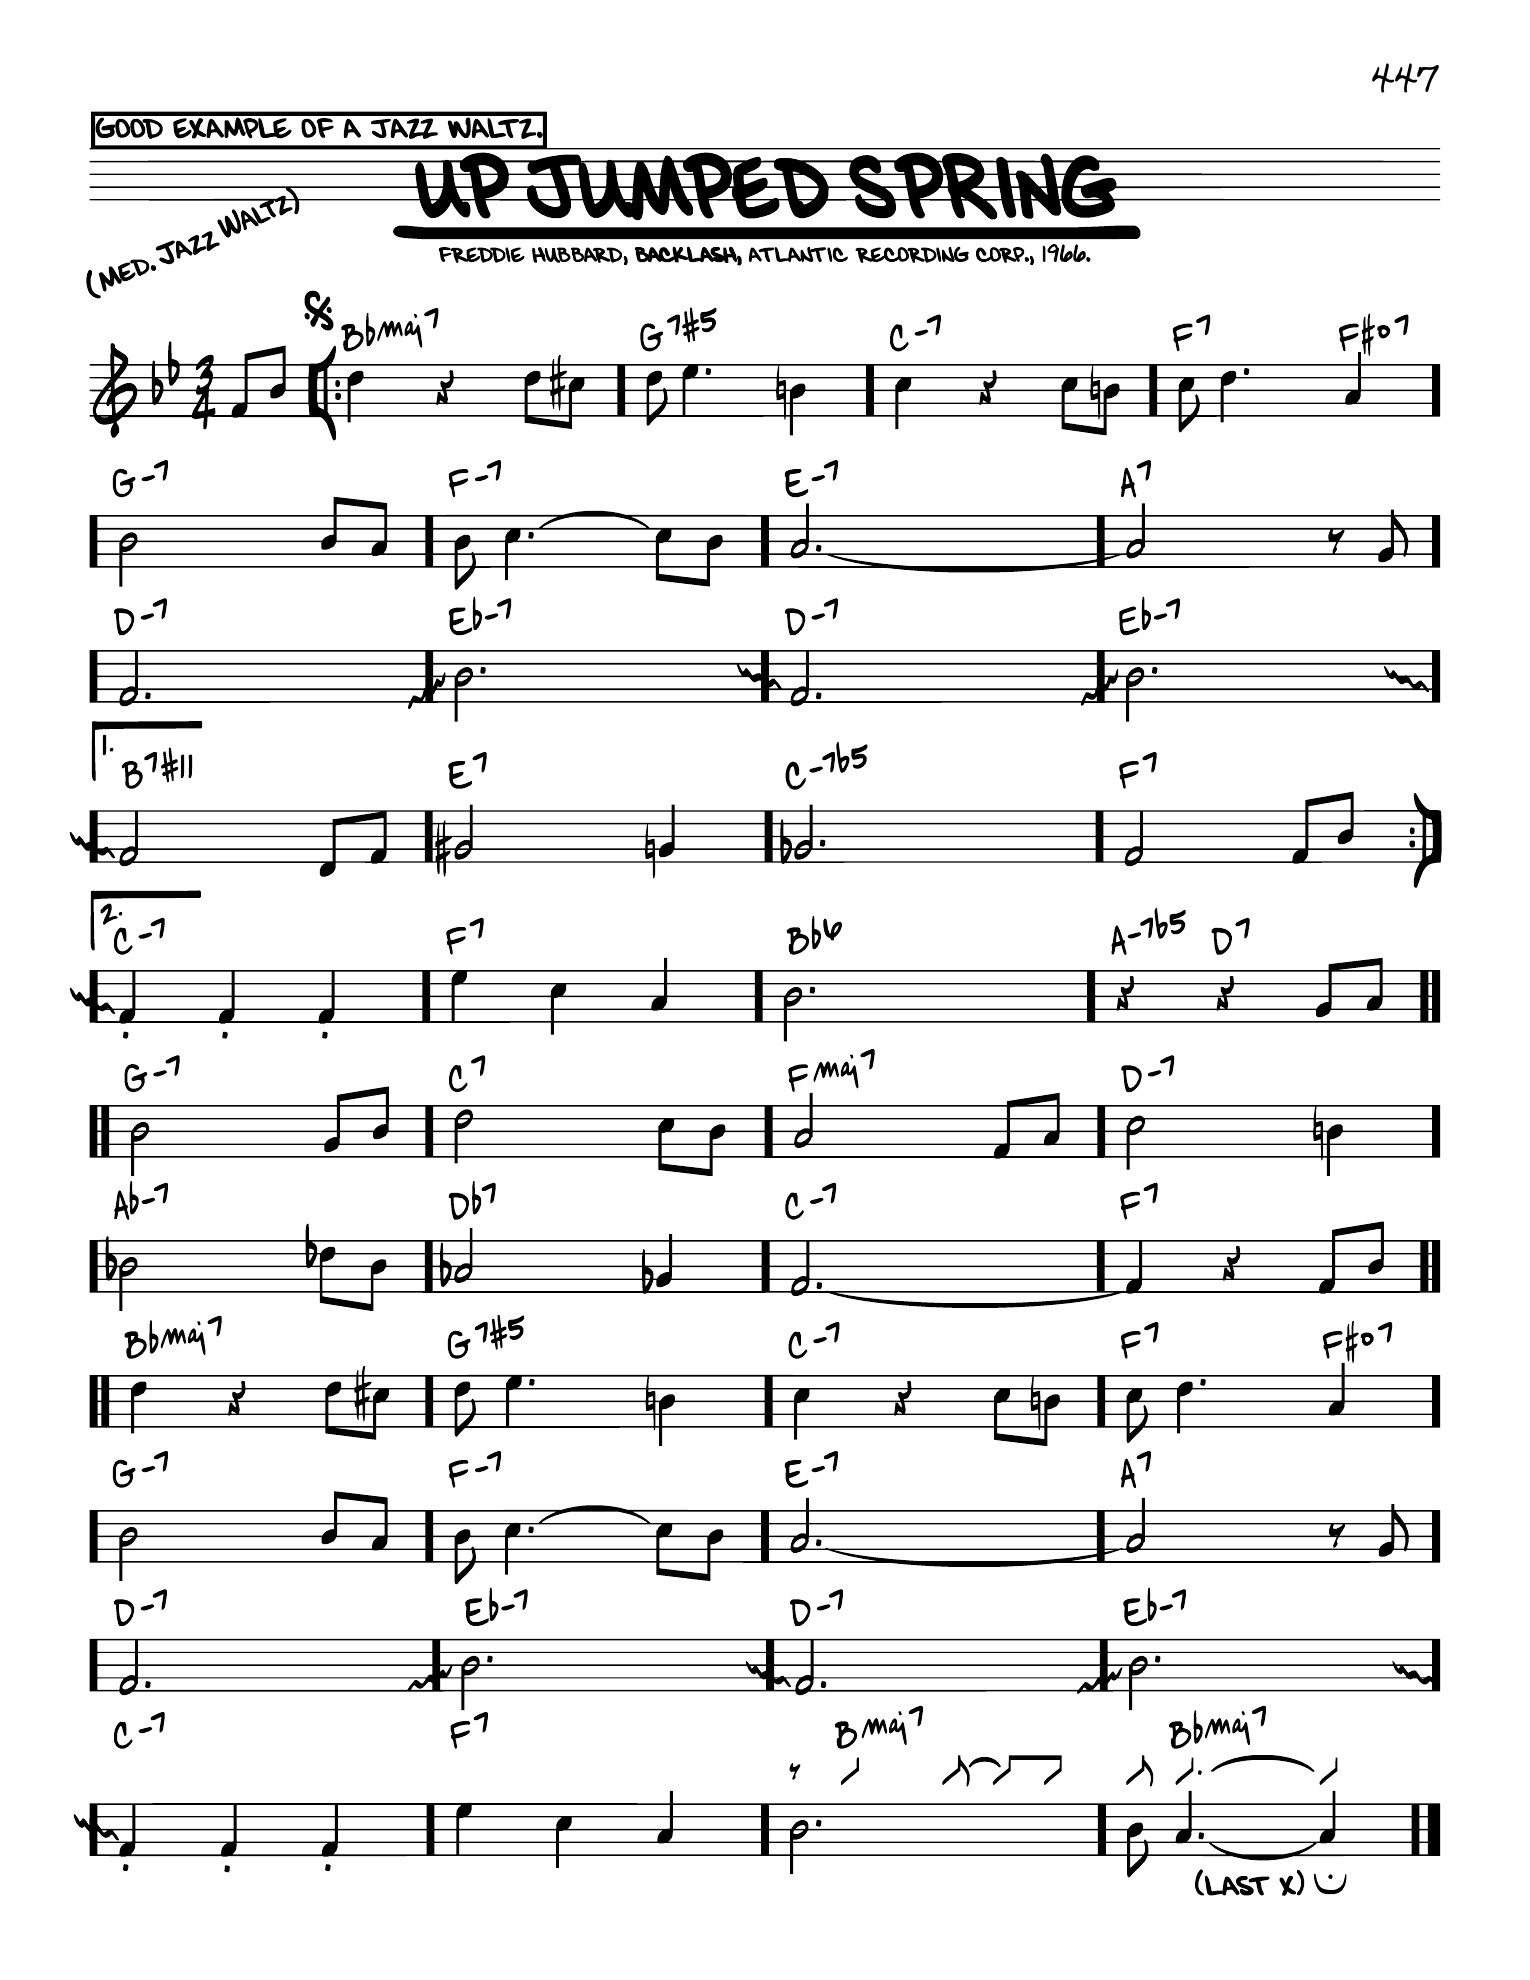 447
GOOD EXAMPLE OF A JAZZ WALTZ.
UP JUMPED SPRING
(MED. JAZZ WALTZ)
FREDDIE HUBBARD, BACKLASH, ATLANTIC RECORDING CORP., 1966.
Bbmaj7 G7#5 C-7 F7 F#o7
3
4
G-7 F-7 E-7 A7
D-7 Eb-7 D-7 Eb-7
1.
B7#11 E7 C-7b5 F7
2.
C-7 F7 Bb6 A-7b5 D7
G-7 C7 Fmaj7 D-7
Ab-7 Db7 C-7 F7
Bbmaj7 G7#5 C-7 F7 F#o7
G-7 F-7 E-7 A7
D-7 Eb-7 D-7 Eb-7
C-7 F7 Bmaj7 Bbmaj7
(LAST X)